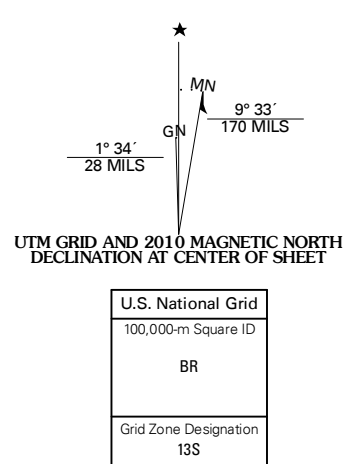 MN
9° 33´
170 MILS
GN
1° 34´
28 MILS
UTM GRID AND 2010 MAGNETIC NORTH
DECLINATION AT CENTER OF SHEET
U.S. National Grid
100,000-m Square ID
BR
Grid Zone Designation
13S